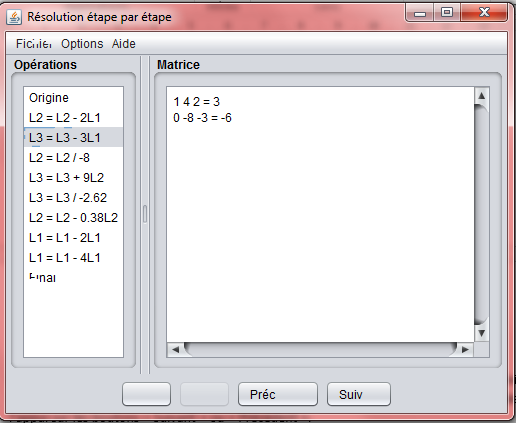 Résolution étape par étape
Fichier Options Aide
Opérations
Origine
L2 = L2 - 2L1
L3 = L3 - 3L1
L2 = L2 / -8
L3 = L3 + 9L2
L3 = L3 / -2.62
L2 = L2 - 0.38L2
L1 = L1 - 2L1
L1 = L1 - 4L1
Final
Matrice
1 4 2 = 3
0 -8 -3 = -6
Préc
Suiv